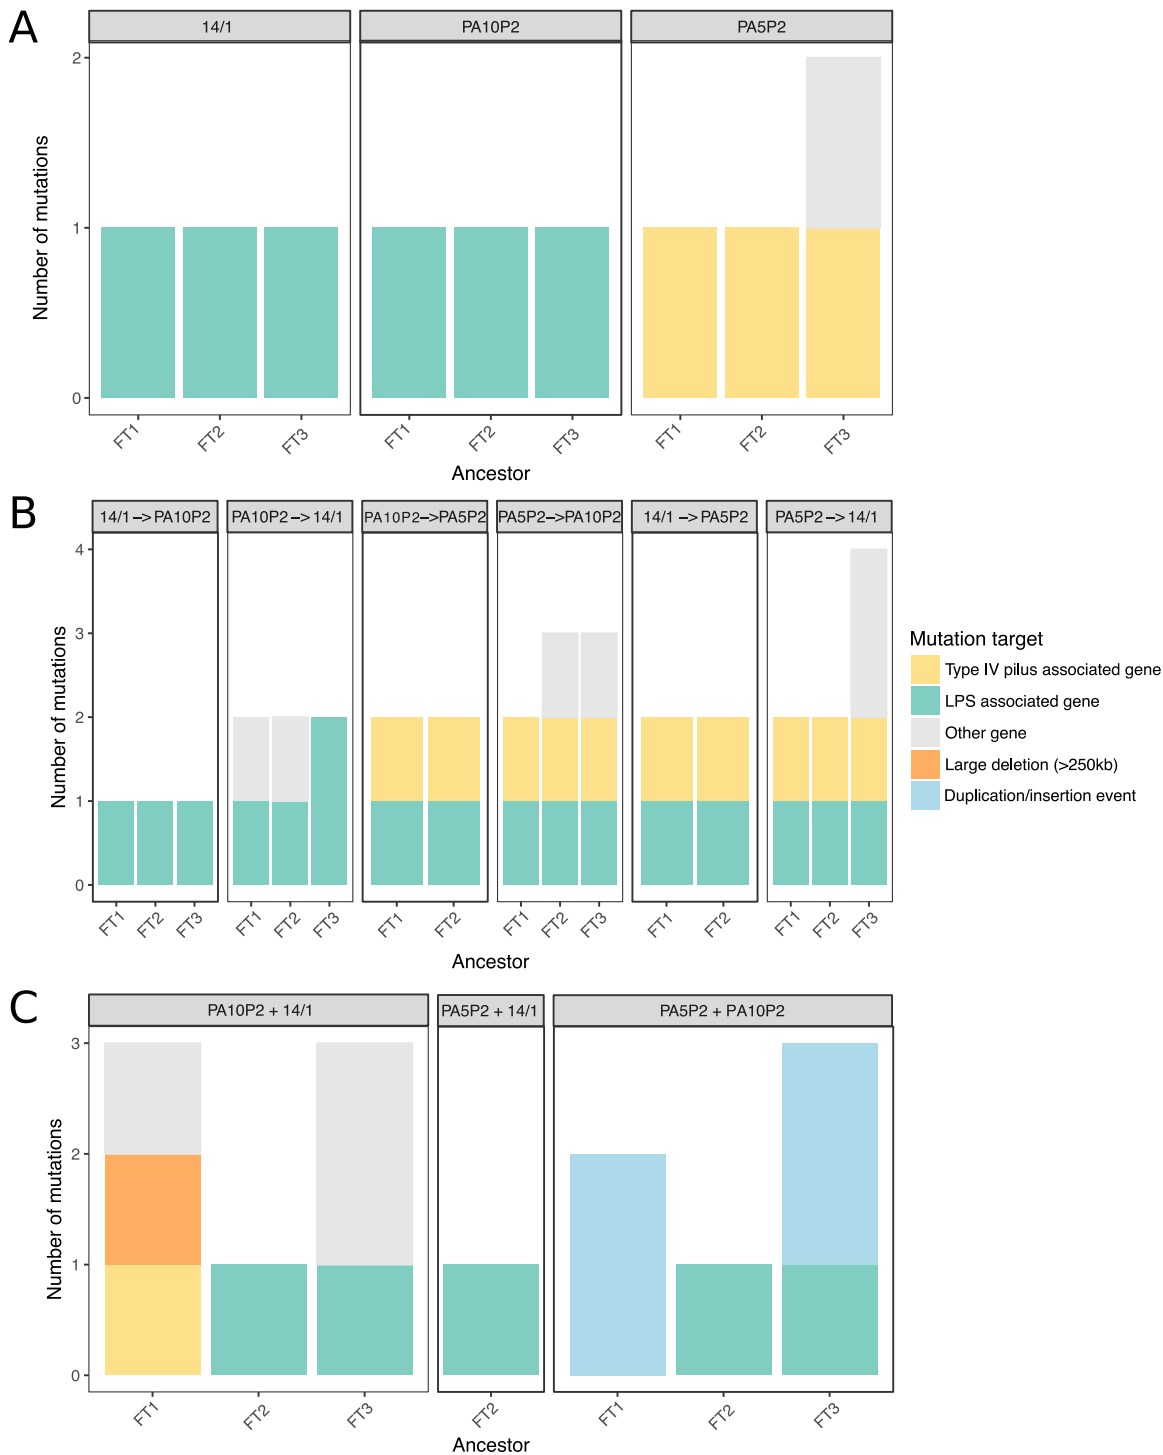 A
14/1 PA10P2 PA5P2
Number of mutations
2
1
0
FT1 FT2 FT3 FT1 FT2 FT3 FT1 FT2 FT3
Ancestor
B
14/1 −>PA10P2 PA10P2 −> 14/1 PA10P2−>PA5P2 PA5P2−>PA10P2 14/1 −> PA5P2 PA5P2 −> 14/1
Number of mutations
4
3
2
1
0
FT1 FT2 FT3 FT1 FT2 FT3 FT1 FT2 FT1 FT2 FT3 FT1 FT2 FT1 FT2 FT3
Ancestor
Mutation target
Type IV pilus associated gene
LPS associated gene
Other gene
Large deletion (>250kb)
Duplication/insertion event
C
PA10P2 + 14/1 PA5P2 + 14/1 PA5P2 + PA10P2
Number of mutations
3
2
1
0
FT1 FT2 FT3 FT2 FT1 FT2 FT3
Ancestor